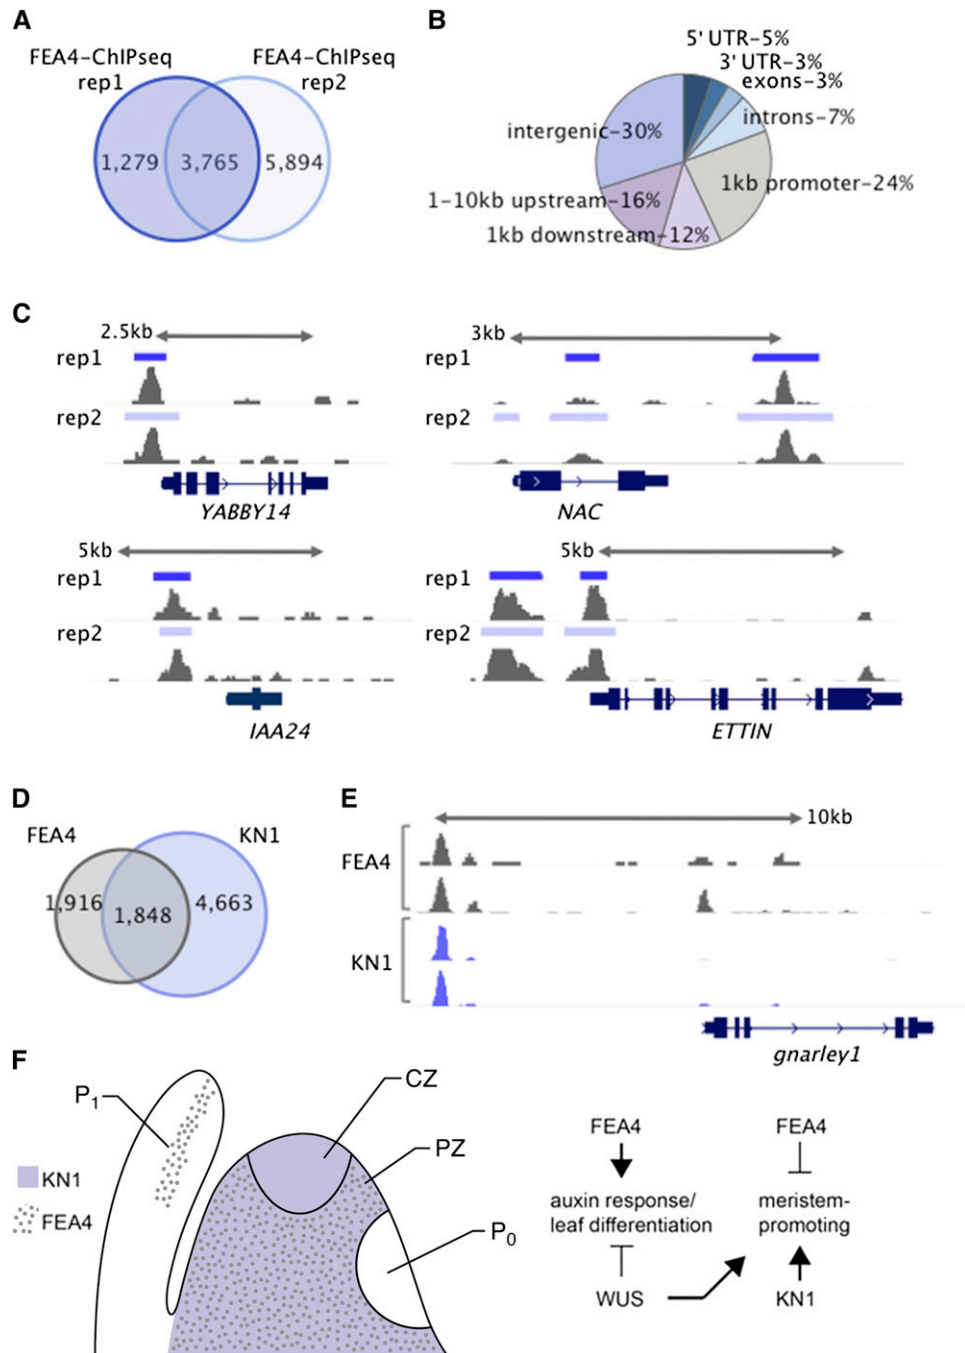 A
FEA4-ChIPseq
rep1
FEA4-ChIPseq
rep2
1,279
3,765
5,894
B
5' UTR-5%
3' UTR-3%
exons-3%
introns-7%
intergenic-30%
1kb promoter-24%
1-10kb upstream-16%
1kb downstream-12%
C
2.5kb
rep1
rep2
YABBY14
3kb
rep1
rep2
NAC
5kb
rep1
rep2
IAA24
5kb
rep1
rep2
ETTIN
D
FEA4
KN1
1,916
1,848
4,663
E
10kb
FEA4
KN1
gnarley1
F
P1
CZ
PZ
P0
KN1
FEA4
FEA4
auxin response/
leaf differentiation
WUS
FEA4
meristem-
promoting
KN1